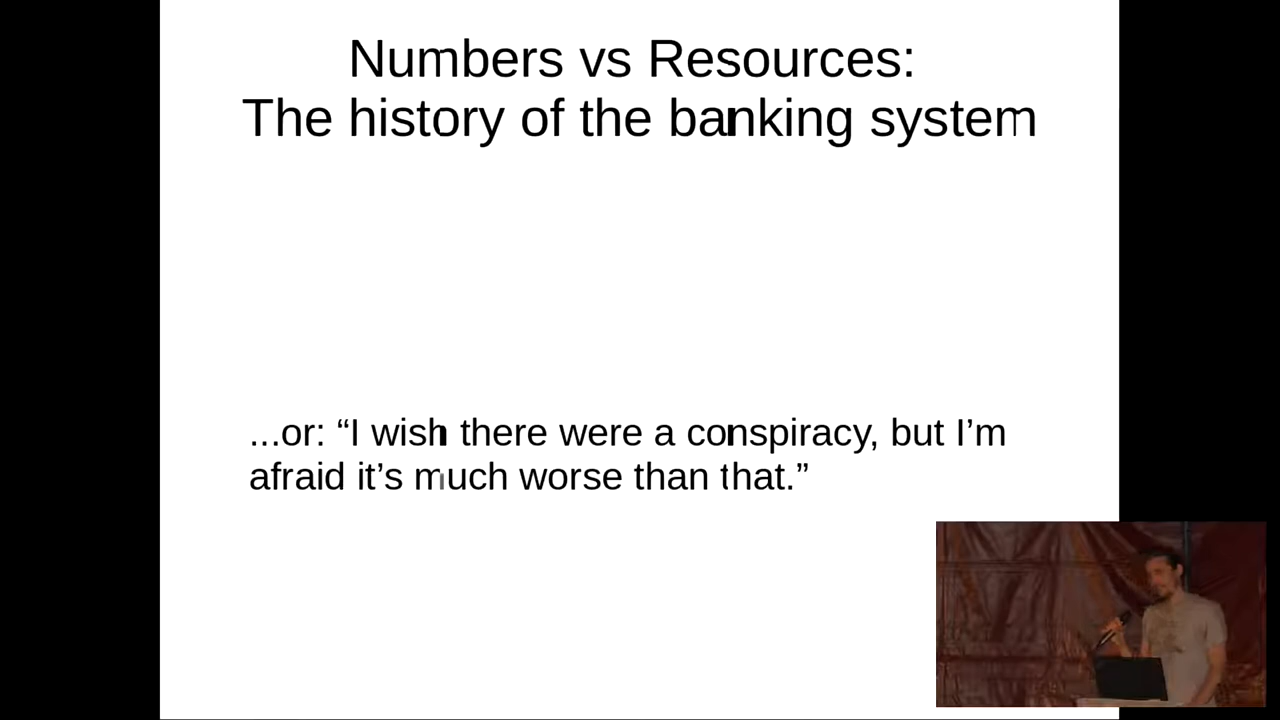 Numbers vs Resources:
The history of the banking system
...or: “I wish there were a conspiracy, but I’m
afraid it’s much worse than that.”